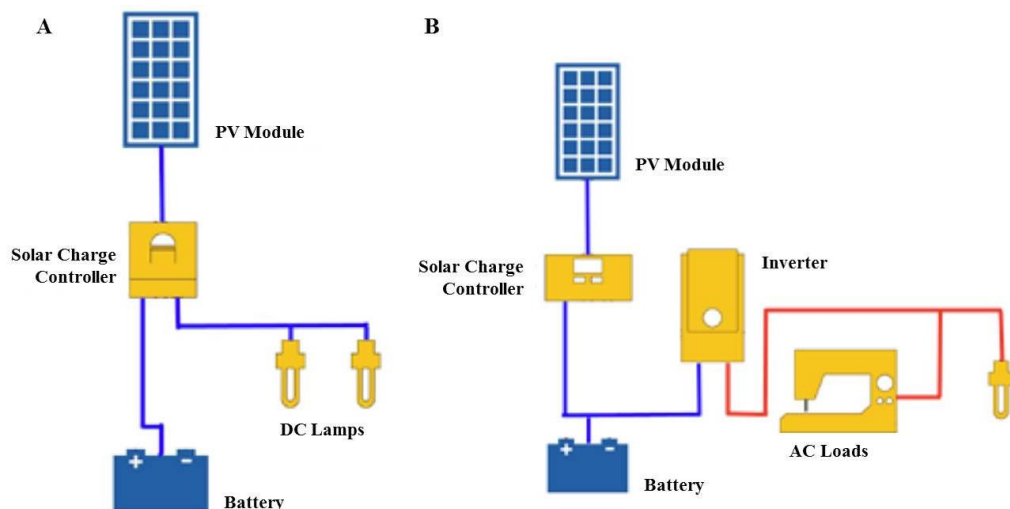 A
PV Module
Solar Charge
Controller
DC Lamps
+ -
Battery
B
PV Module
Solar Charge
Controller
Inverter
AC Loads
+ -
Battery